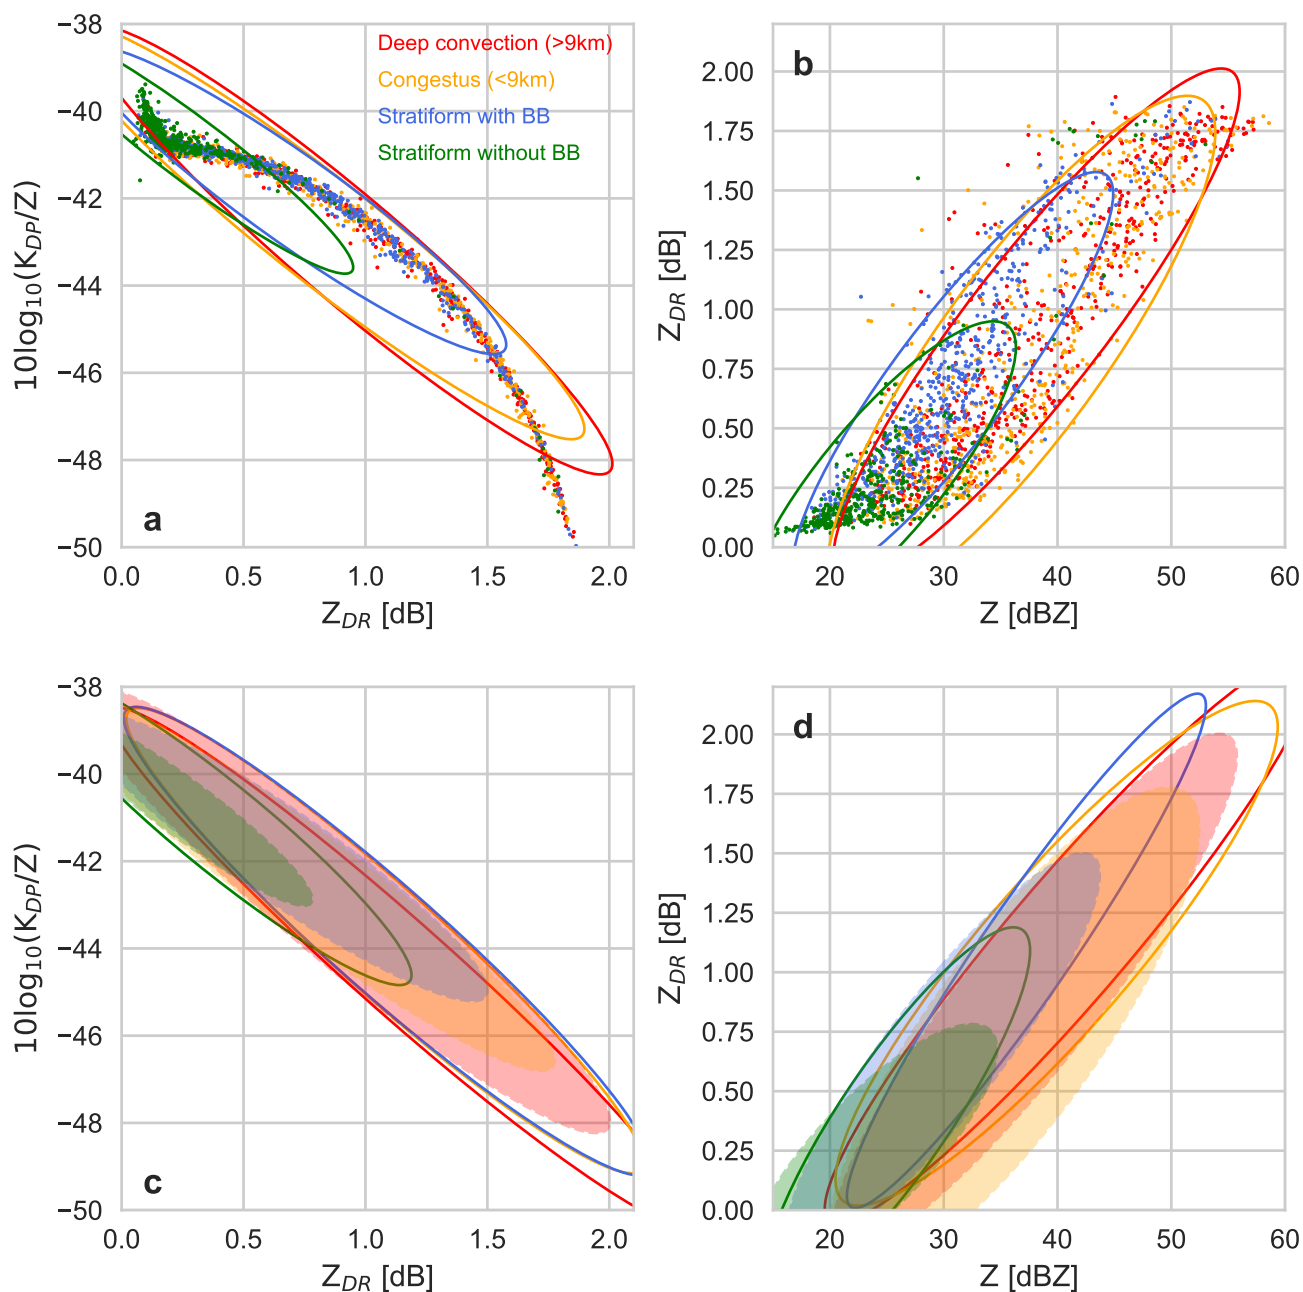 −38
−40
−42
−44
−46
−48
−50
10log10(KDP/Z)
Deep convection (>9km)
Congestus (<9km)
Stratiform with BB
Stratiform without BB
a
0.0 0.5 1.0 1.5 2.0
ZDR [dB]
b
2.00
1.75
1.50
1.25
1.00
0.75
0.50
0.25
0.00
ZDR [dB]
20 30 40 50 60
Z [dBZ]
−38
−40
−42
−44
−46
−48
−50
10log10(KDP/Z)
c
0.0 0.5 1.0 1.5 2.0
ZDR [dB]
d
2.00
1.75
1.50
1.25
1.00
0.75
0.50
0.25
0.00
ZDR [dB]
20 30 40 50 60
Z [dBZ]